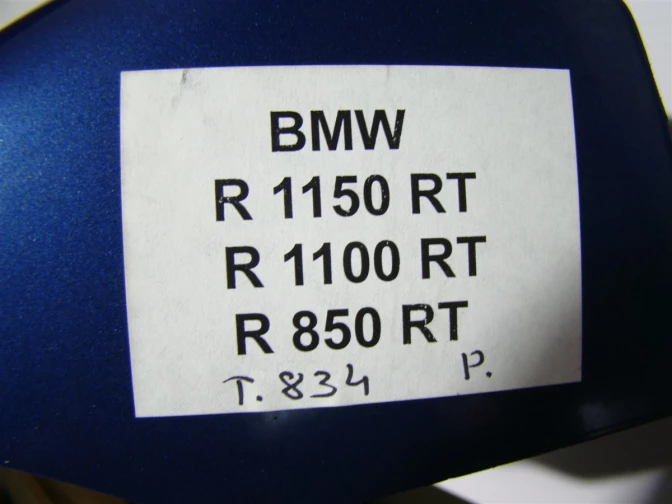 BMW
R 1150 RT
R 1100 RT
R 850 RT
T. 834 P.